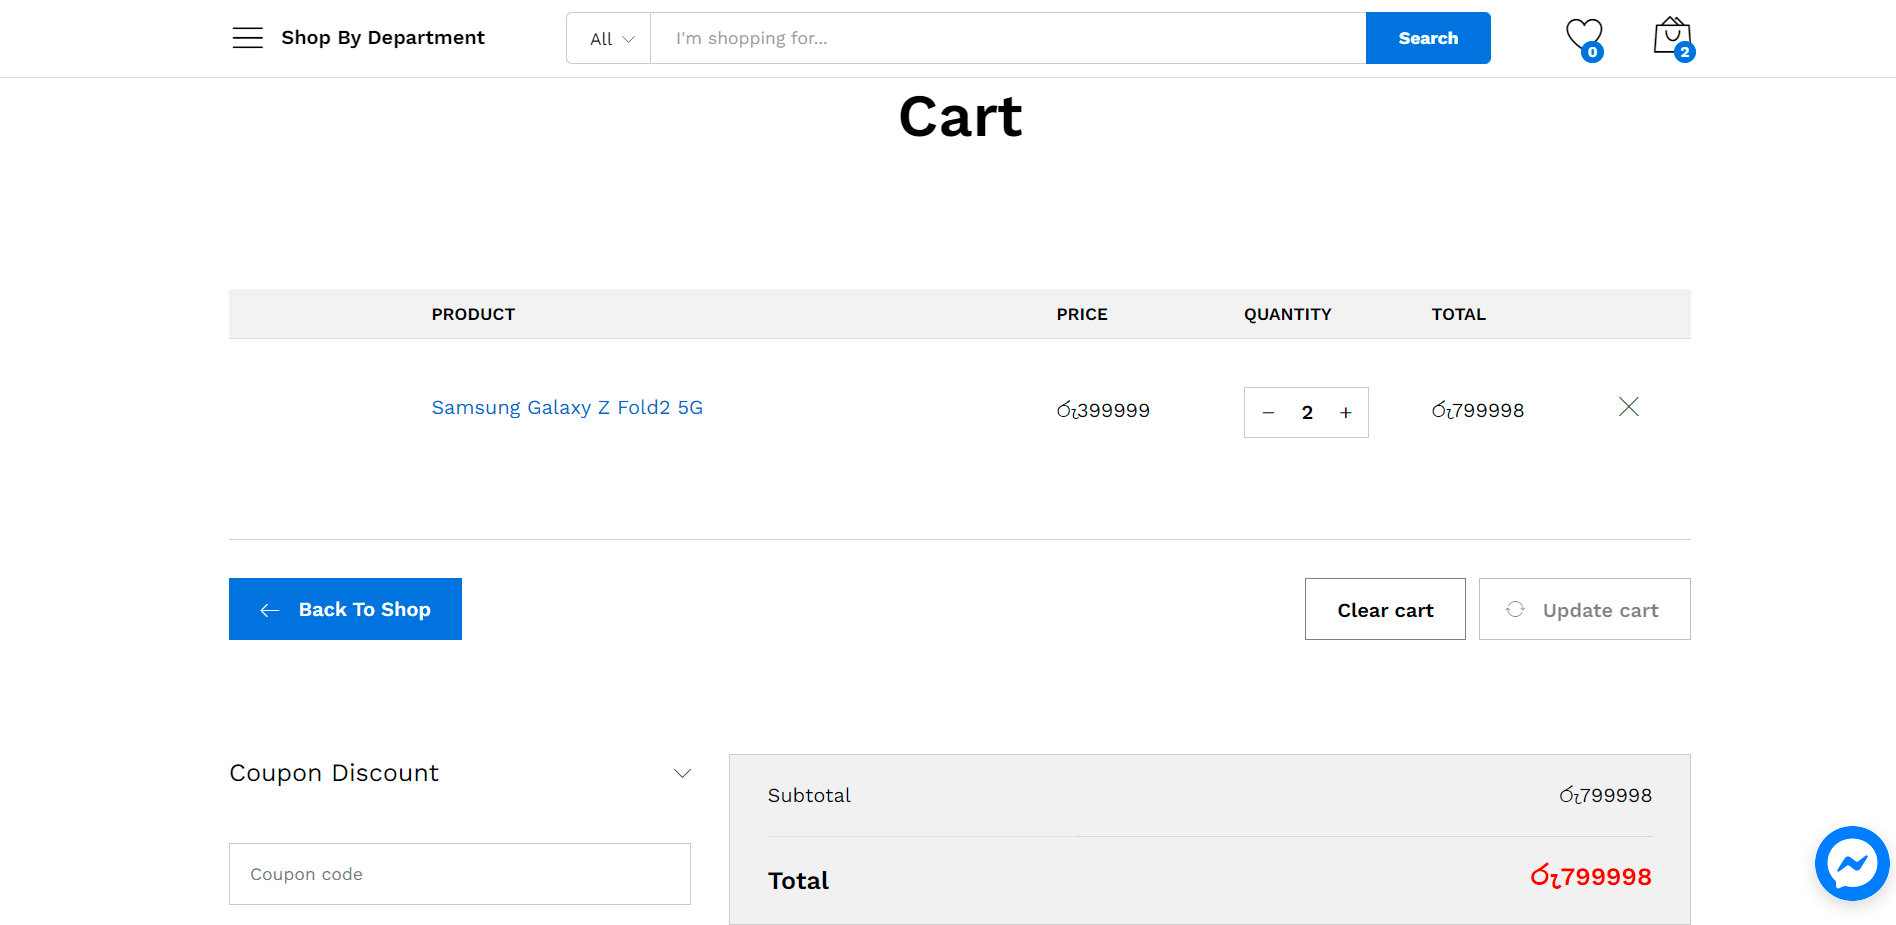 Shop By Department
All
I'm shopping for...
Search
0
2
Cart
PRODUCT PRICE QUANTITY TOTAL
Samsung Galaxy Z Fold2 5G රු399999 − 2 + රු799998
Back To Shop
Clear cart
Update cart
Coupon Discount
Coupon code
Subtotal රු799998
Total රු799998